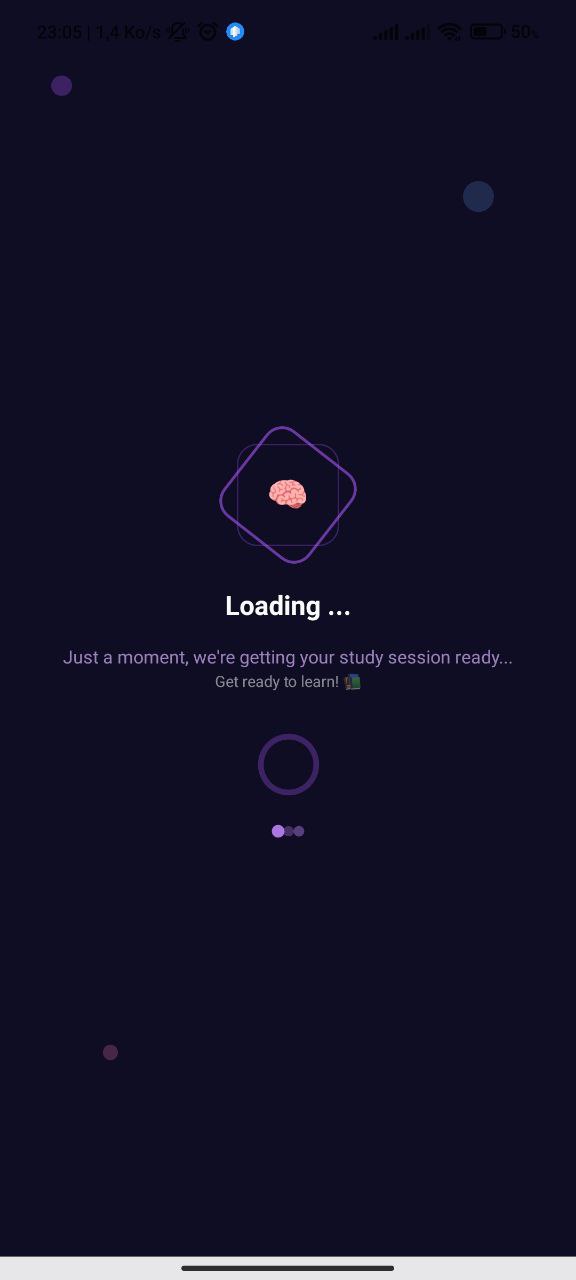 23:05 | 1,4 Ko/s
50%
Loading ...
Just a moment, we're getting your study session ready...
Get ready to learn!